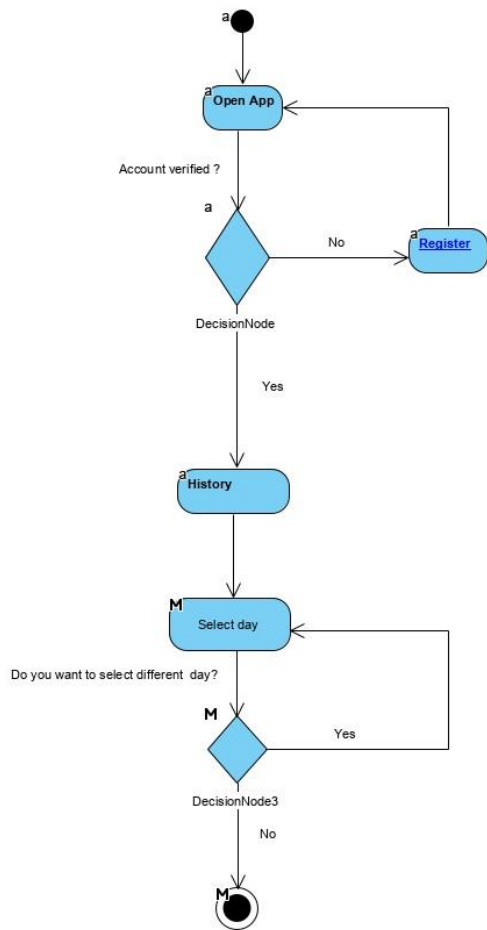 a
a
Open App
Account verified ?
a
No
a
Register
DecisionNode
Yes
a
History
M
Select day
Do you want to select different day?
M
Yes
DecisionNode3
No
M